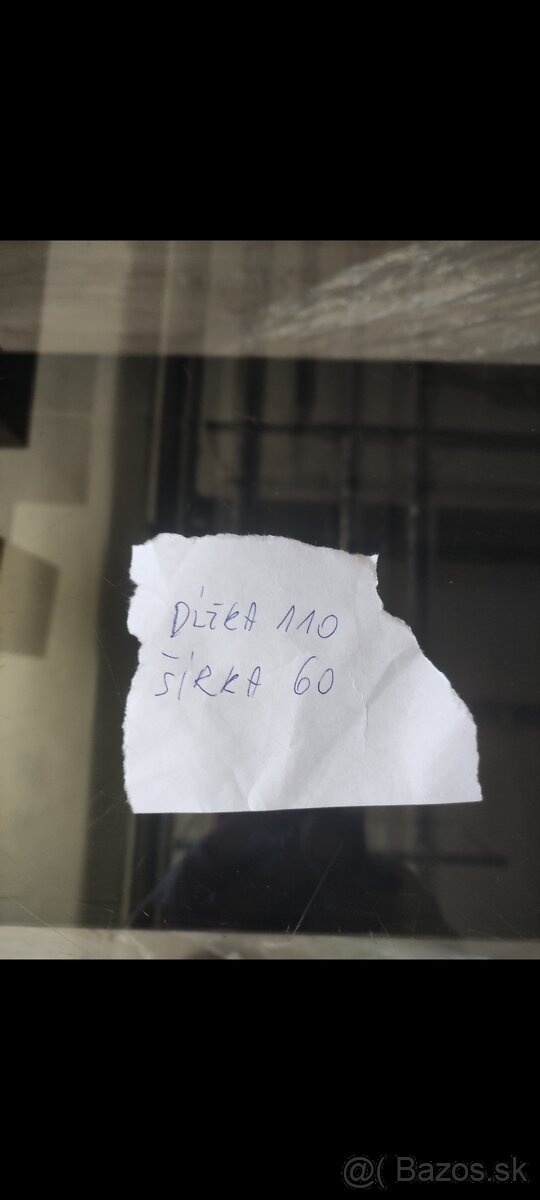 DĹŽKA 110
ŠÍRKA 60
@( Bazos.sk